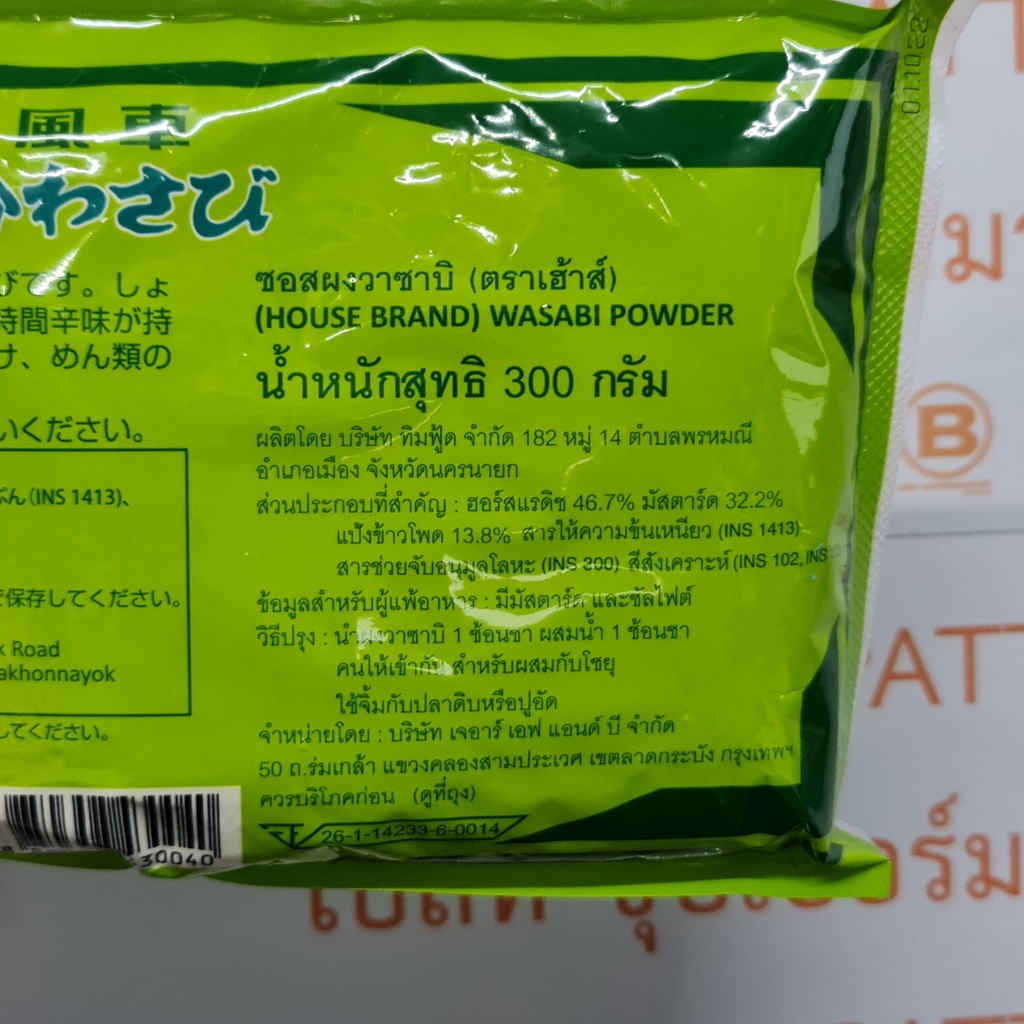 風車
わさび
びです。しょ
時間辛味が持
け、めん類の
いください。
ぷん(INS 1413)、
で保存してください。
Road
akhonnayok
してください。
30040
ซอสผงวาซาบิ (ตราเฮ้าส์)
(HOUSE BRAND) WASABI POWDER
น้ำหนักสุทธิ 300 กรัม
ผลิตโดย บริษัท ทิมฟู้ด จำกัด 182 หมู่ 14 ตำบลพรหมณี
อำเภอเมือง จังหวัดนครนายก
ส่วนประกอบที่สำคัญ : ฮอร์สแรดิช 46.7% มัสตาร์ด 32.2%
แป้งข้าวโพด 13.8% สารให้ความข้นเหนียว (INS 1413)
สารช่วยจับอนุมูลโลหะ (INS 300) สีสังเคราะห์ (INS 102, INS
ข้อมูลสำหรับผู้แพ้อาหาร : มีมัสตาร์ด และซัลไฟต์
วิธีปรุง : นำผงวาซาบิ 1 ช้อนชา ผสมน้ำ 1 ช้อนชา
คนให้เข้ากัน สำหรับผสมกับโชยุ
ใช้จิ้มกับปลาดิบหรือปูอัด
จำหน่ายโดย : บริษัท เจอาร์ เอฟ แอนด์ บี จำกัด
50 ถ.ร่มเกล้า แขวงคลองสามประเวศ เขตลาดกระบัง กรุงเทพฯ
ควรบริโภคก่อน (ดูที่ถุง)
26-1-14233-6-0014
01.10.22
B